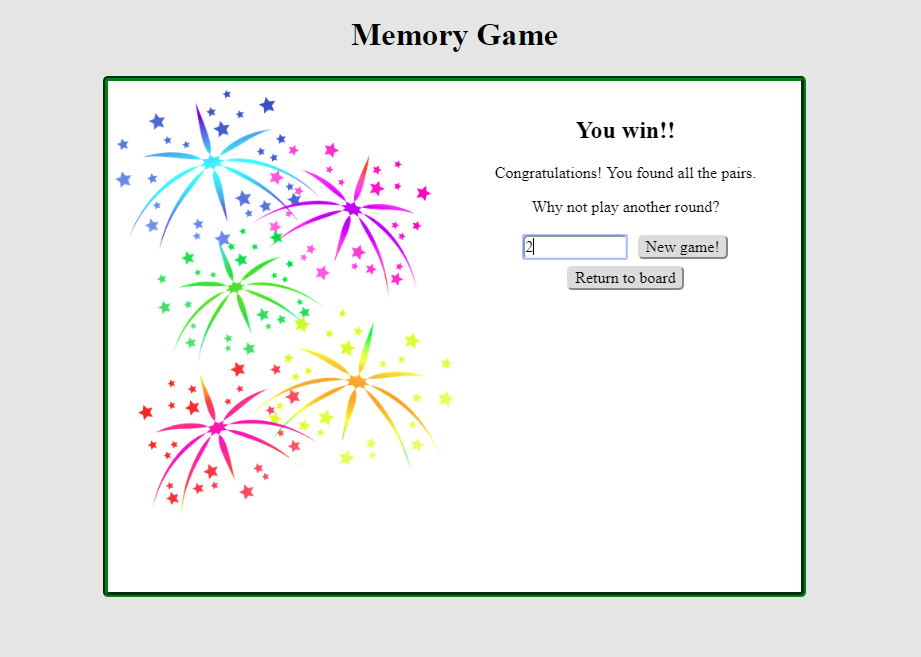 Memory Game
You win!!
Congratulations! You found all the pairs.
Why not play another round?
2 New game!
Return to board